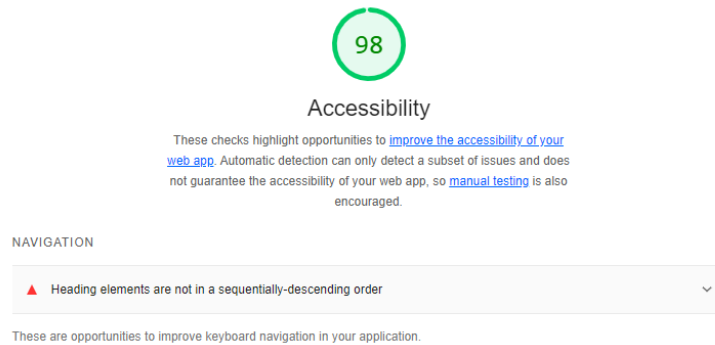 98
Accessibility
These checks highlight opportunities to improve the accessibility of your
web app. Automatic detection can only detect a subset of issues and does
not guarantee the accessibility of your web app, so manual testing is also
encouraged.
NAVIGATION
Heading elements are not in a sequentially-descending order
These are opportunities to improve keyboard navigation in your application.